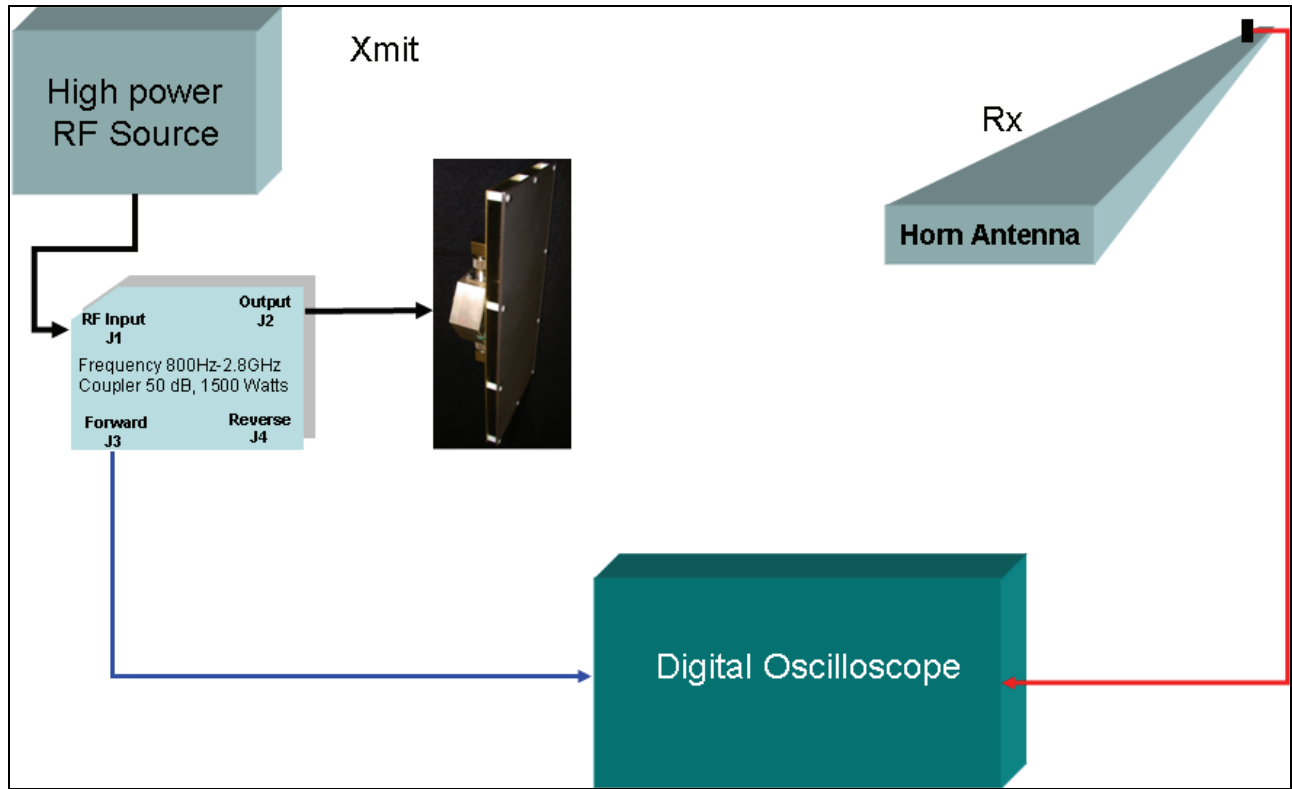 High power
RF Source
Xmit
Rx
Horn Antenna
RF Input
J1
Output
J2
Frequency 800Hz-2.8GHz
Coupler 50 dB, 1500 Watts
Forward
J3
Reverse
J4
Digital Oscilloscope